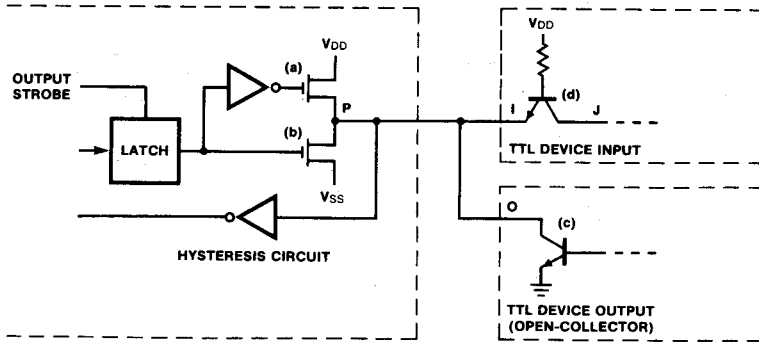 VDD
(a)
OUTPUT
STROBE
P
(b)
LATCH
VSS
HYSTERESIS CIRCUIT
VDD
(d)
I
J
TTL DEVICE INPUT
O
(c)
TTL DEVICE OUTPUT
(OPEN-COLLECTOR)